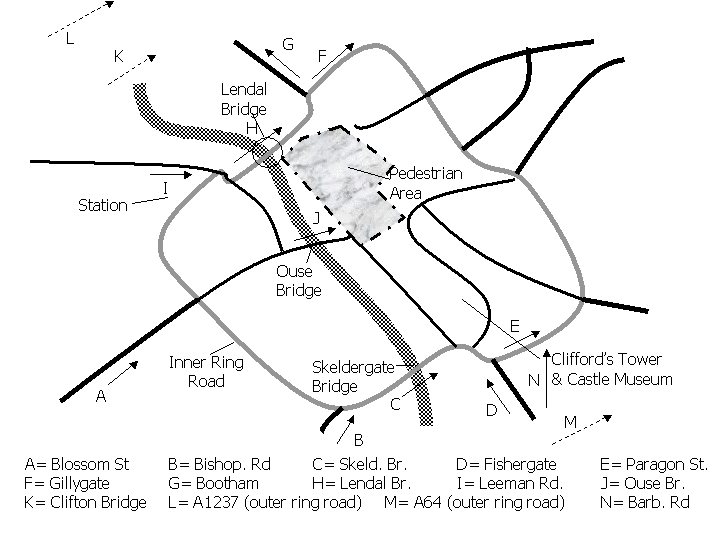 L
K
G
F
Lendal
Bridge
H
Pedestrian
Area
I
Station
J
Ouse
Bridge
Inner Ring
Road
Skeldergate
Bridge
E
Clifford's Tower
& Castle Museum
N
A
C
D
M
B
A= Blossom St B= Bishop. Rd C= Skeld. Br. D= Fishergate E= Paragon St.
F= Gillygate G= Bootham H= Lendal Br. I= Leeman Rd. J= Ouse Br.
K= Clifton Bridge L= A1237 (outer ring road) M= A64 (outer ring road) N= Barb. Rd